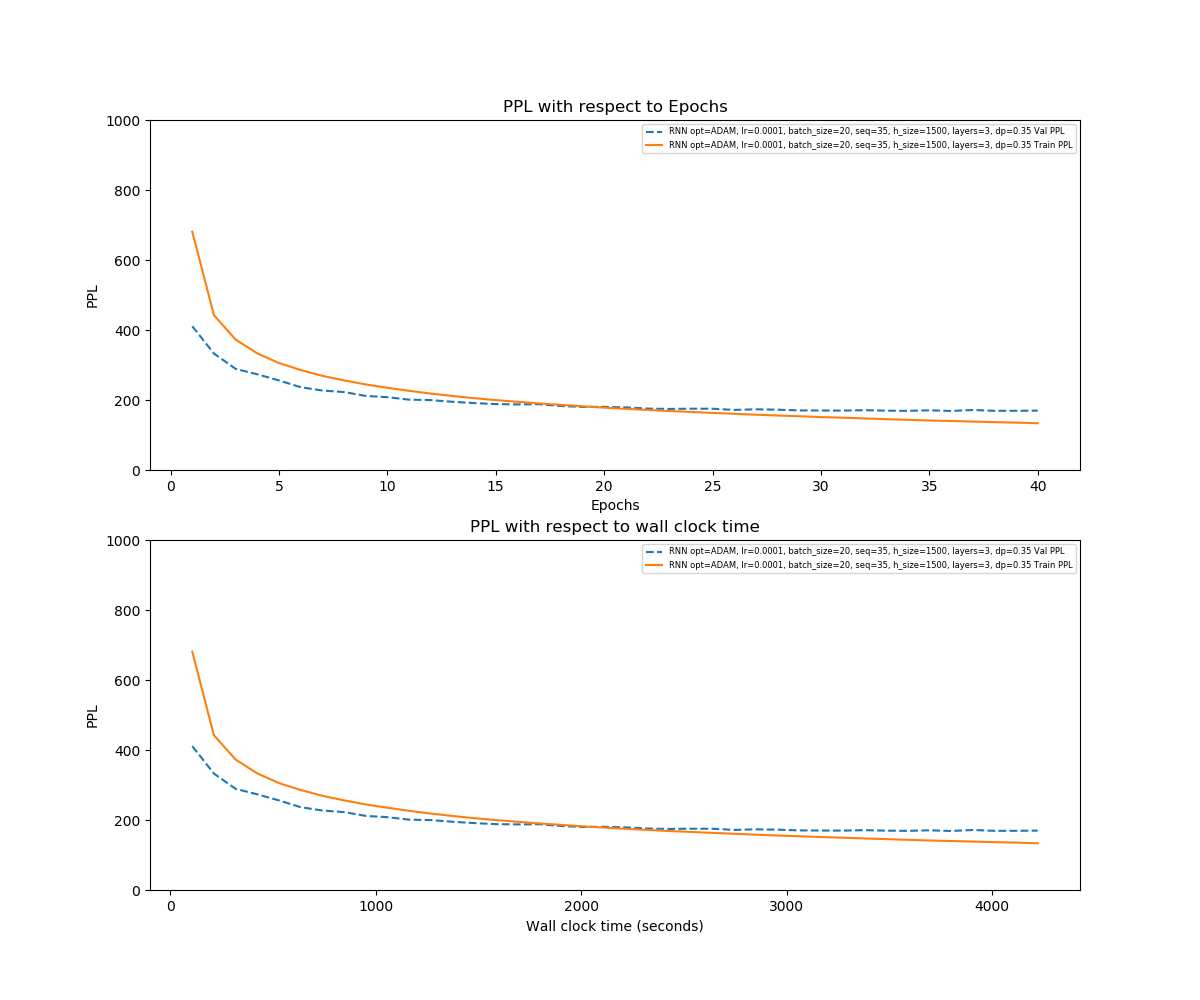 PPL with respect to Epochs
1000
800
600
400
200
0
PPL
RNN opt=ADAM, lr=0.0001, batch_size=20, seq=35, h_size=1500, layers=3, dp=0.35 Val PPL
RNN opt=ADAM, lr=0.0001, batch_size=20, seq=35, h_size=1500, layers=3, dp=0.35 Train PPL
0 5 10 15 20 25 30 35 40
Epochs
PPL with respect to wall clock time
1000
800
600
400
200
0
PPL
RNN opt=ADAM, lr=0.0001, batch_size=20, seq=35, h_size=1500, layers=3, dp=0.35 Val PPL
RNN opt=ADAM, lr=0.0001, batch_size=20, seq=35, h_size=1500, layers=3, dp=0.35 Train PPL
0 1000 2000 3000 4000
Wall clock time (seconds)